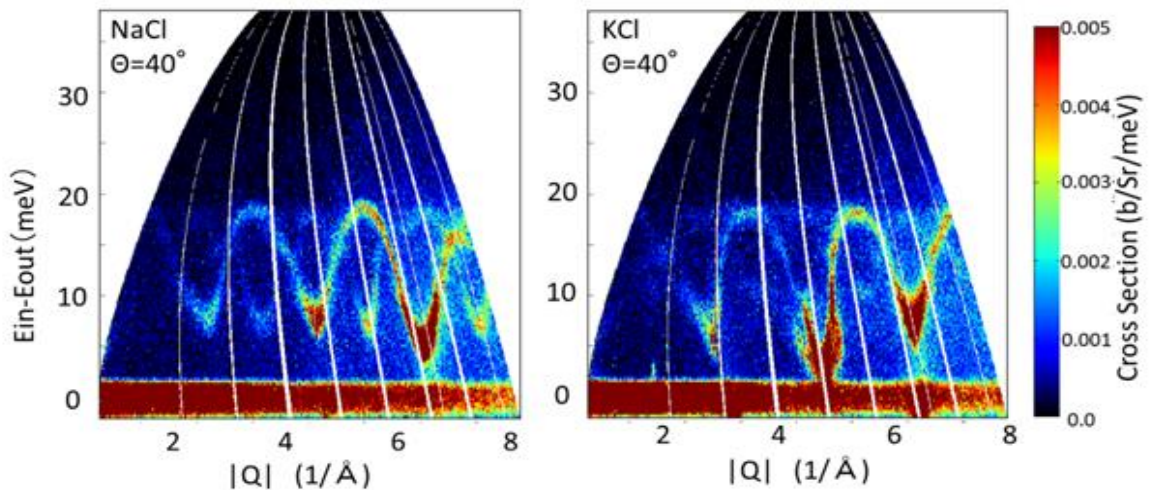 NaCl
Θ=40°
Ein-Eout (meV)
30
20
10
0
2
4
6
8
|Q| (1/Å)
KCl
Θ=40°
30
20
10
0
2
4
6
8
|Q| (1/Å)
0.005
0.004
0.003
0.002
0.001
0.0
Cross Section (b/Sr/meV)